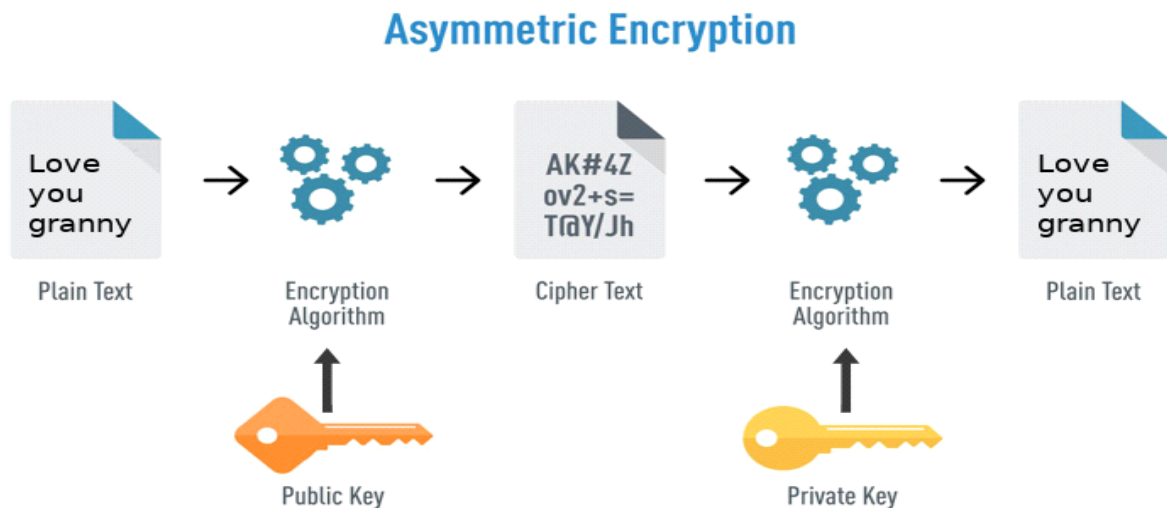 Asymmetric Encryption
Love
you
granny
AK#4Z
ov2+s=
T@Y/Jh
Love
you
granny
Plain Text
Encryption
Algorithm
Cipher Text
Encryption
Algorithm
Plain Text
Public Key
Private Key